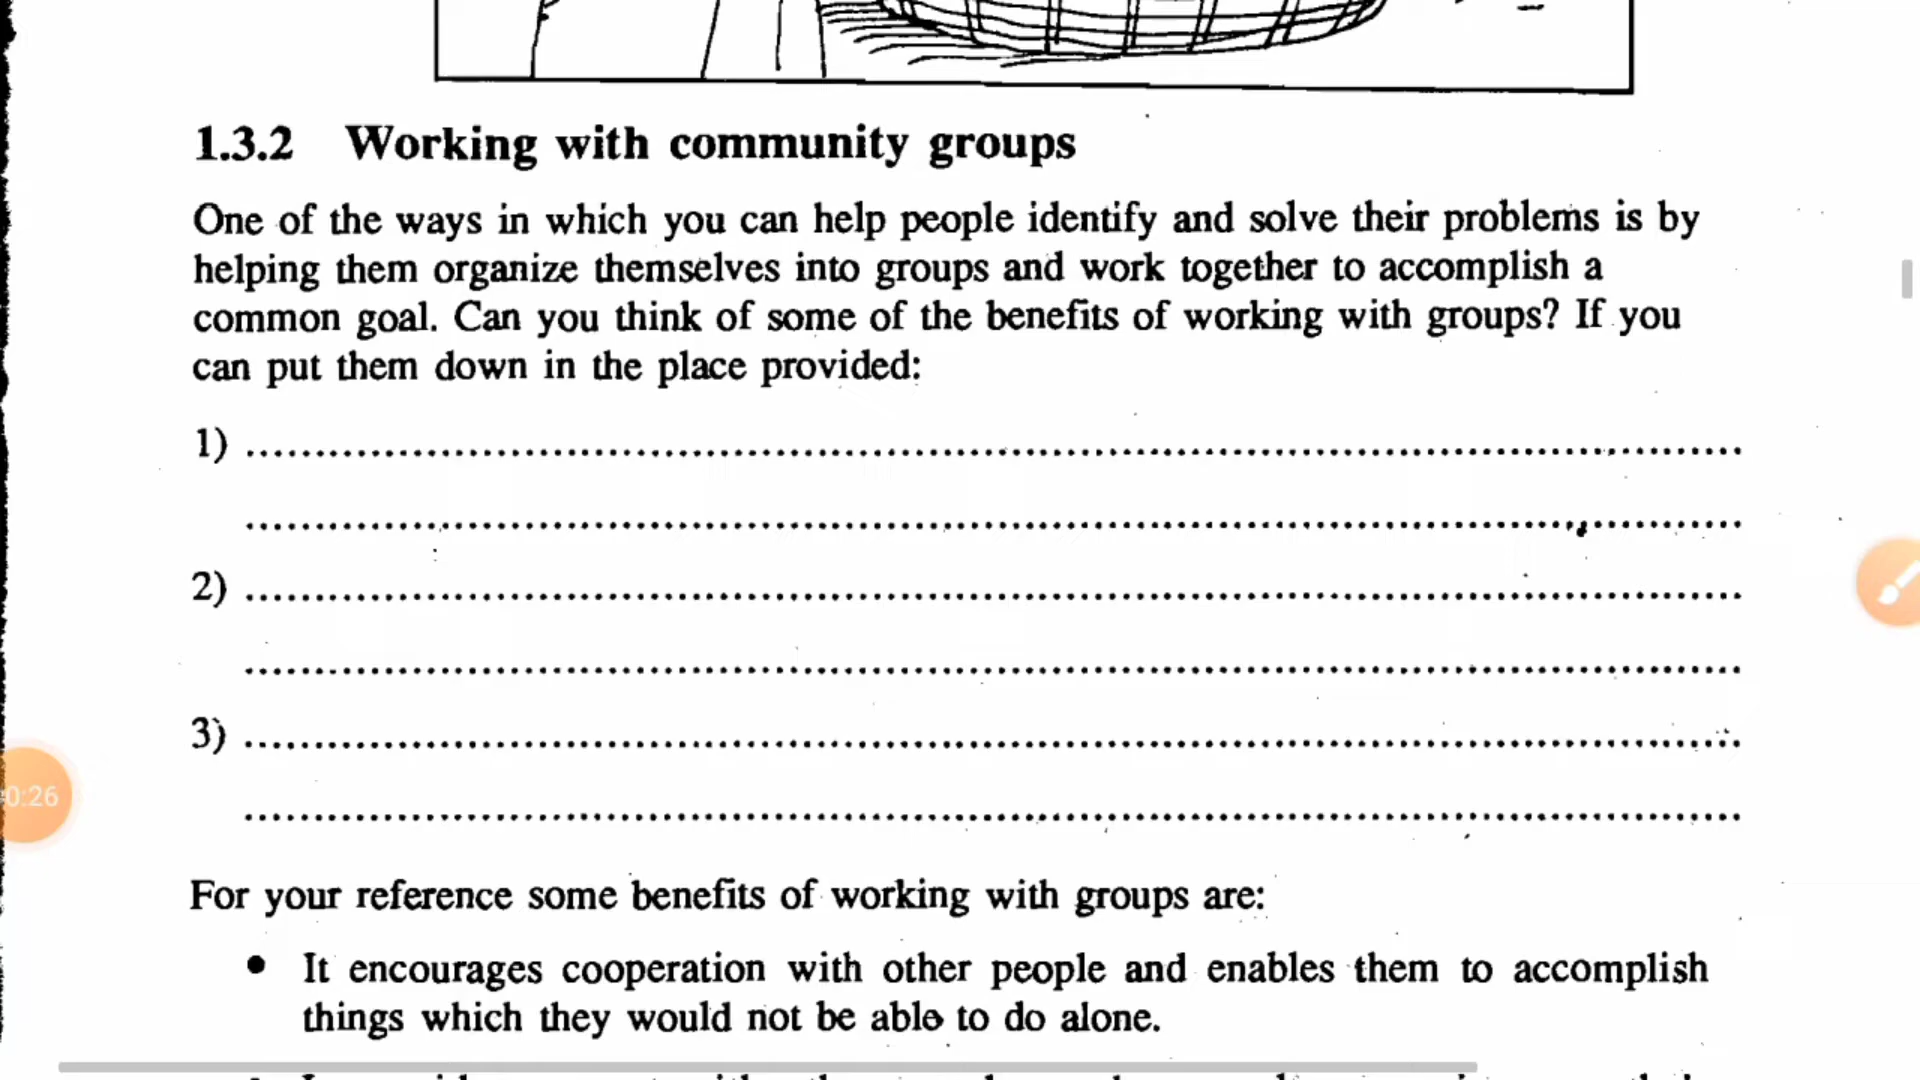 1.3.2 Working with community groups
One of the ways in which you can help people identify and solve their problems is by
helping them organize themselves into groups and work together to accomplish a
common goal. Can you think of some of the benefits of working with groups? If you
can put them down in the place provided:
1) ....................................................................................................
....................................................................................................
2) ....................................................................................................
....................................................................................................
3) ....................................................................................................
....................................................................................................
0:26
For your reference some benefits of working with groups are:
• It encourages cooperation with other people and enables them to accomplish
things which they would not be able to do alone.